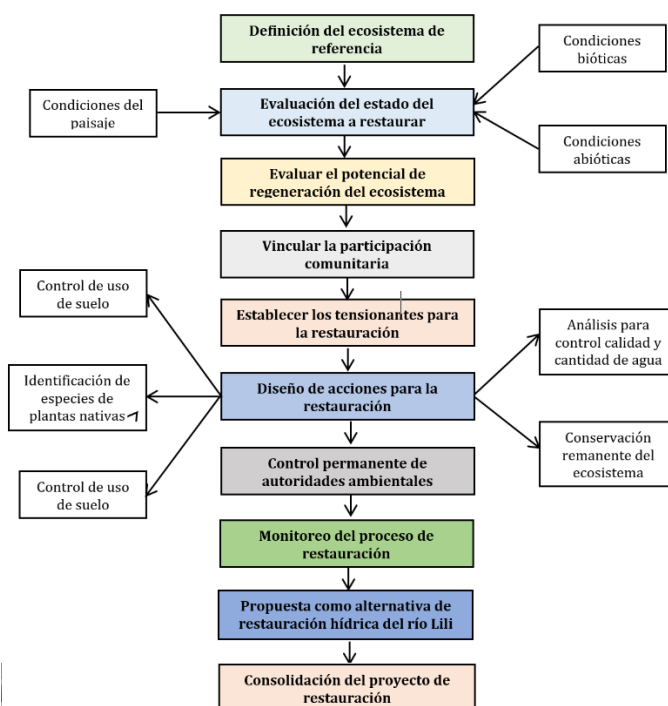 Definición del ecosistema de
referencia
Condiciones
bióticas
Condiciones del
paisaje
Evaluación del estado del
ecosistema a restaurar
Condiciones
abióticas
Evaluar el potencial de
regeneración del ecosistema
Vincular la participación
comunitaria
Control de uso
de suelo
Establecer los tensionantes para
la restauración
Análisis para
control calidad y
cantidad de agua
Identificación de
especies de
plantas nativas
Diseño de acciones para la
restauración
Control de uso
de suelo
Control permanente de
autoridades ambientales
Conservación
remanente del
ecosistema
Monitoreo del proceso de
restauración
Propuesta como alternativa de
restauración hídrica del río Lili
Consolidación del proyecto de
restauración